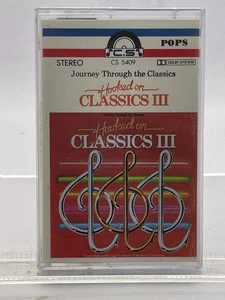 C.S
POPS
STEREO
CS 5409
DOLBY SYSTEM
Journey Through the Classics
Hooked on
CLASSICS III
Hooked on
CLASSICS III